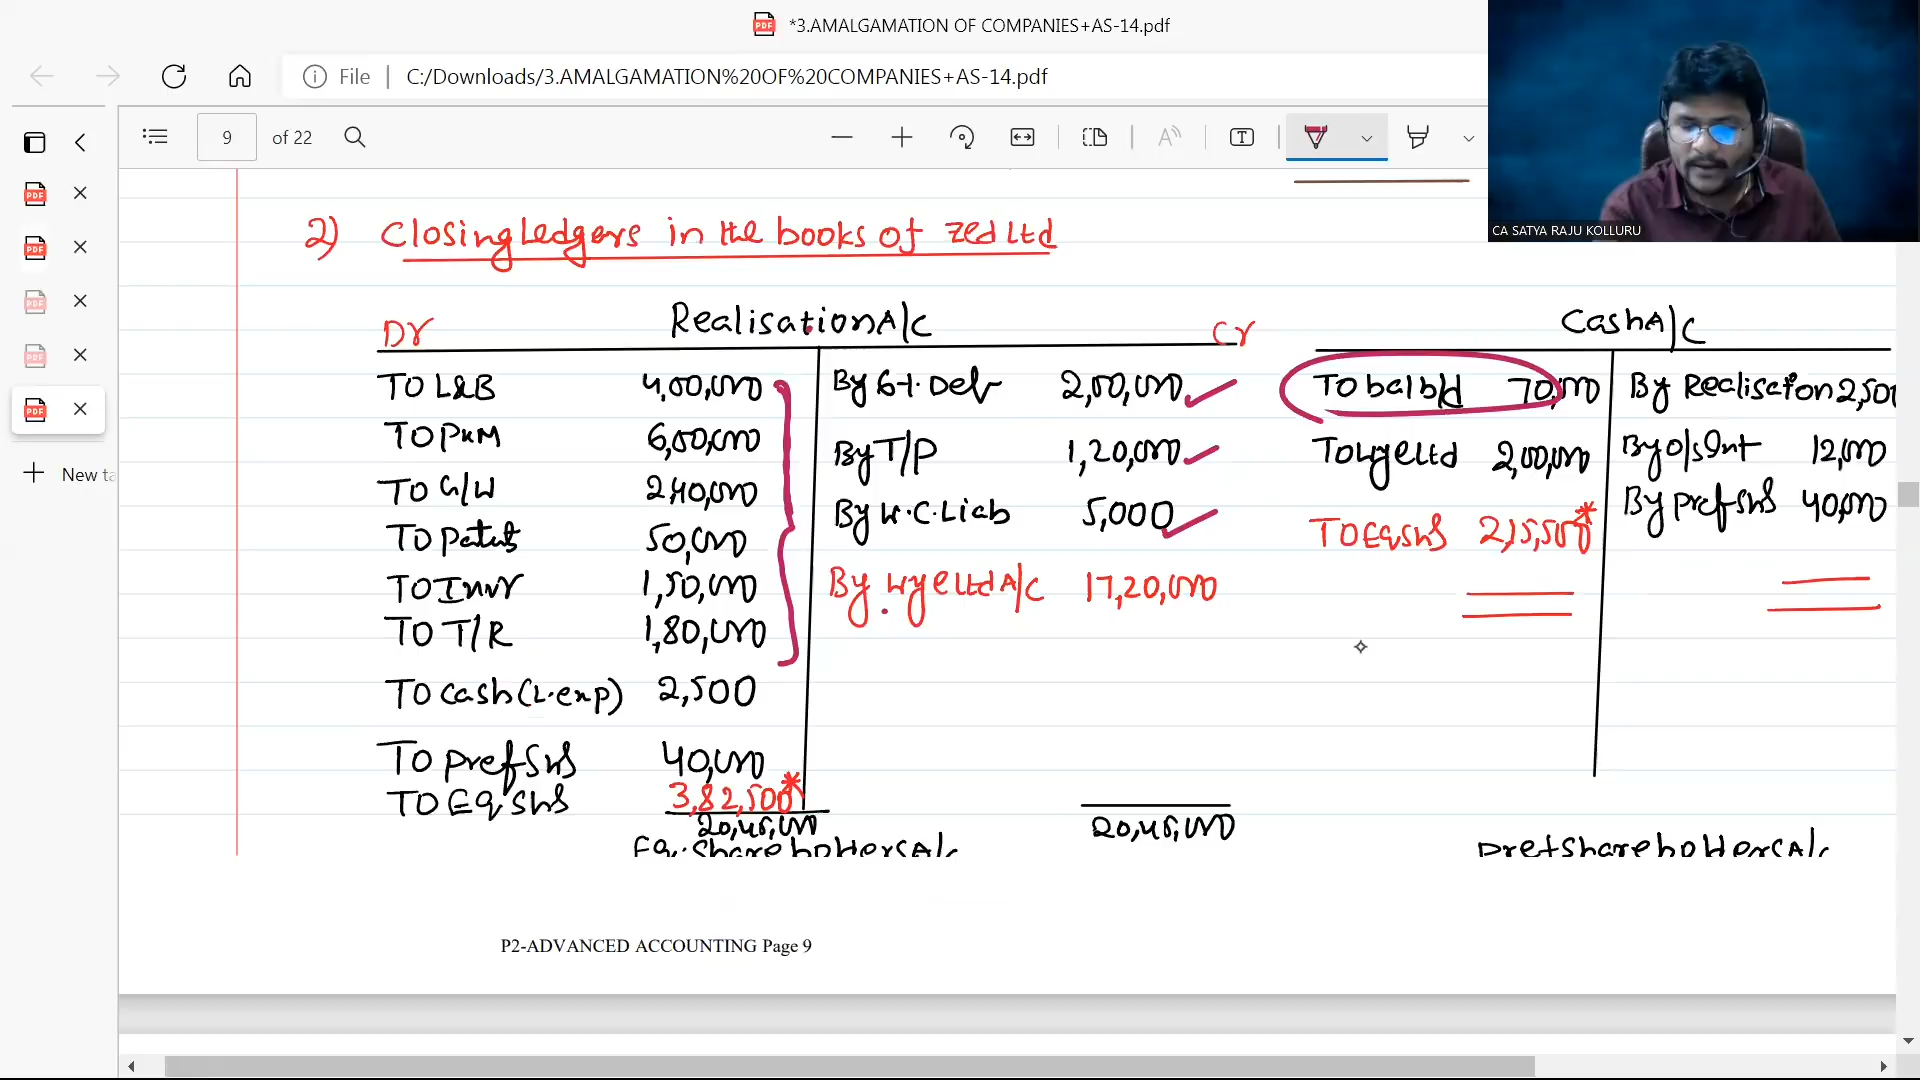 *3.AMALGAMATION OF COMPANIES+AS-14.pdf
File | C:/Downloads/3.AMALGAMATION%20OF%20COMPANIES+AS-14.pdf
9 of 22
New ta
CA SATYA RAJU KOLLURU
2) Closing Ledgers in the books of Zed Ltd
Realisation A/c
Dr Cr
To L&B 4,00,000 By 6%. Deb 2,00,000
To P&M 6,00,000 By T/P 1,20,000
To G/W 2,40,000 By W.C. Liab 5,000
To Patents 50,000
To Invr 1,50,000 By Wye Ltd A/c 17,20,000
To T/R 1,80,000
To cash (L.exp) 2,500
To Pref Shs 40,000
To Eq Shs 3,82,500*
20,45,000 20,45,000
Cash A/c
To bal b/d 70,000 By Realisation 2,500
To Wye Ltd 2,00,000 By o/s Int 12,000
To Eq shs 2,15,500* By Pref Shs 40,000
Eq. Shareholders A/c Pref Shareholders A/c
P2-ADVANCED ACCOUNTING Page 9